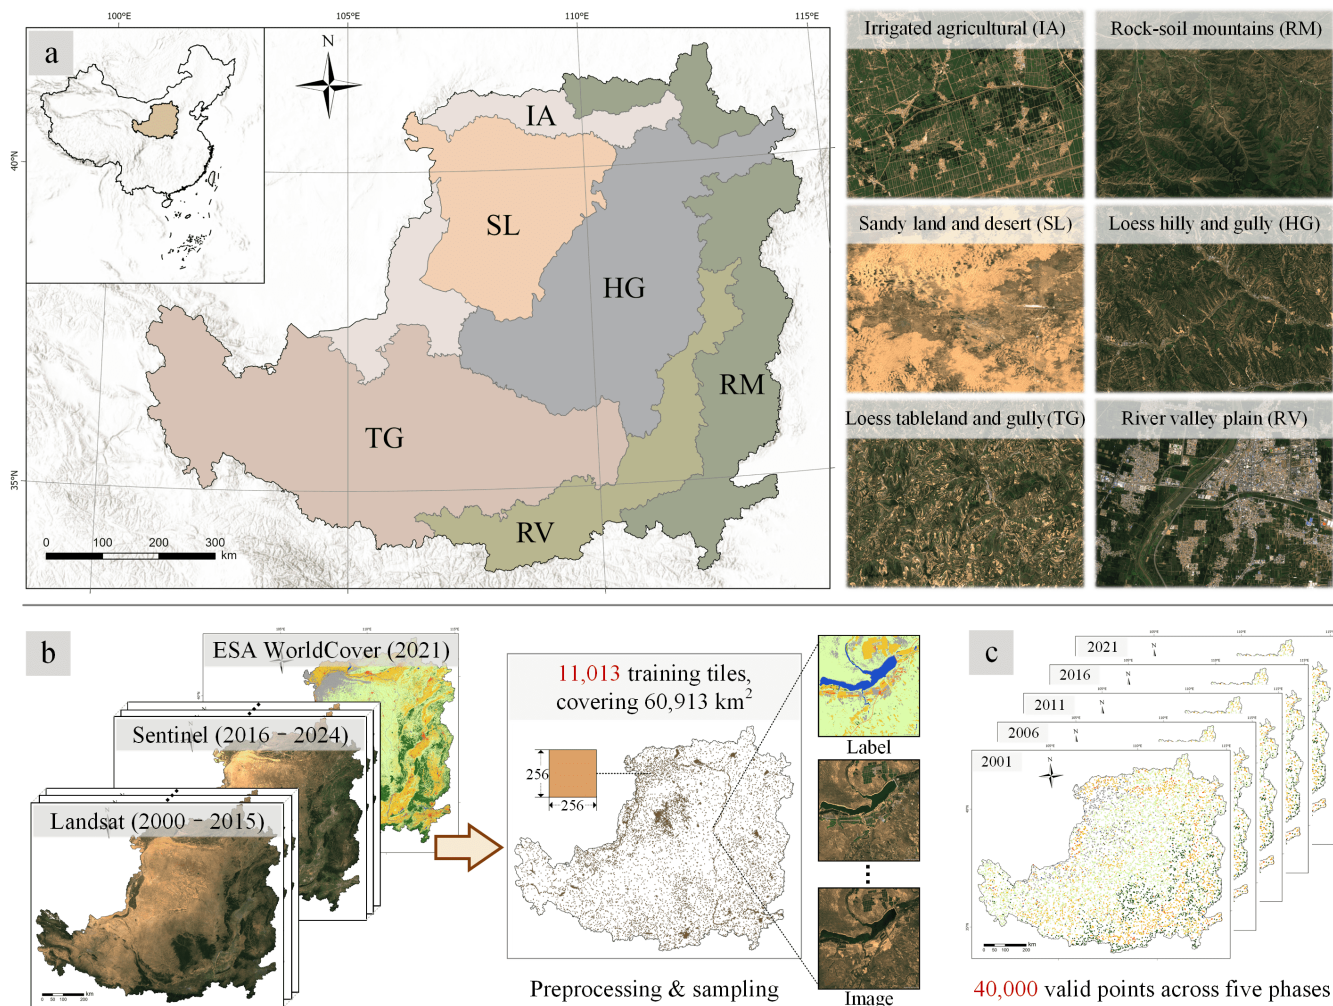 100°E
105°E
110°E
115°E
a
N
40°N
35°N
IA
SL
HG
RM
TG
RV
0 100 200 300
km
Irrigated agricultural (IA)
Rock-soil mountains (RM)
Sandy land and desert (SL)
Loess hilly and gully (HG)
Loess tableland and gully(TG)
River valley plain (RV)
b
ESA WorldCover (2021)
Sentinel (2016 - 2024)
Landsat (2000 - 2015)
11,013 training tiles,
covering 60,913 km²
256
256
Preprocessing & sampling
Label
Image
c
2021
2016
2011
2006
2001
40,000 valid points across five phases